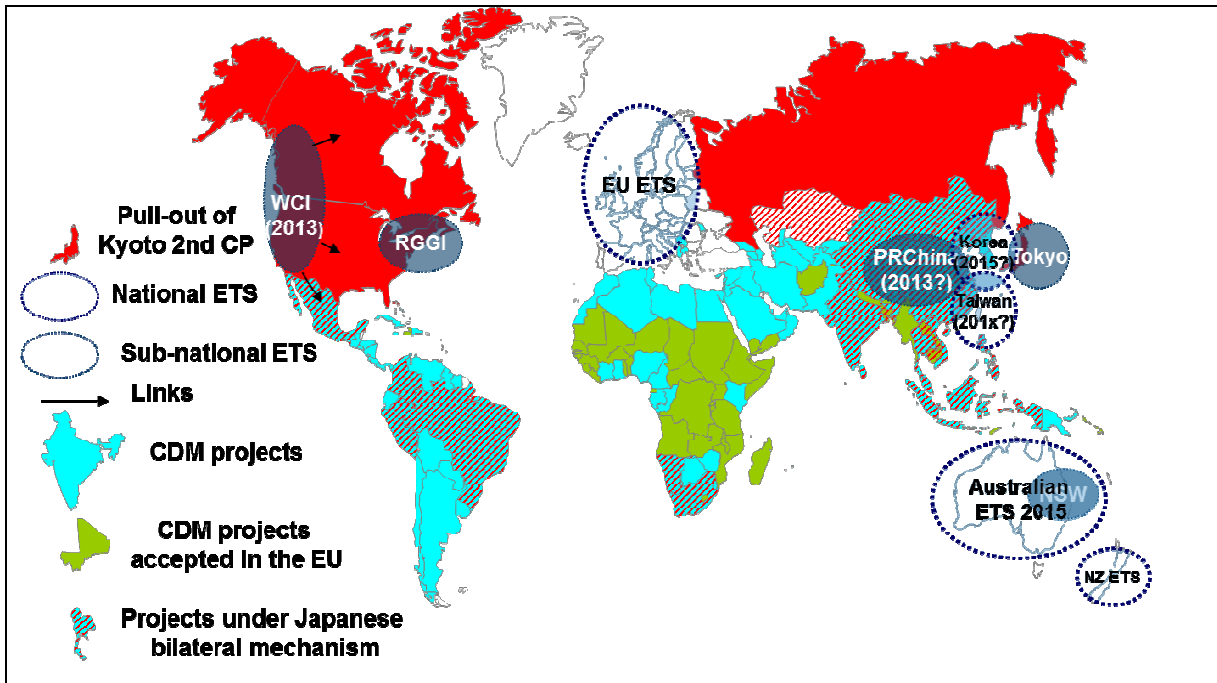 Pull-out of
Kyoto 2nd CP
National ETS
Sub-national ETS
Links
CDM projects
CDM projects
accepted in the EU
Projects under Japanese
bilateral mechanism
WCI
(2013)
RGGI
EU ETS
PRChina
(2013?)
Korea
(2015?)
Tokyo
Taiwan
(201x?)
Australian
ETS 2015
NSW
NZ ETS